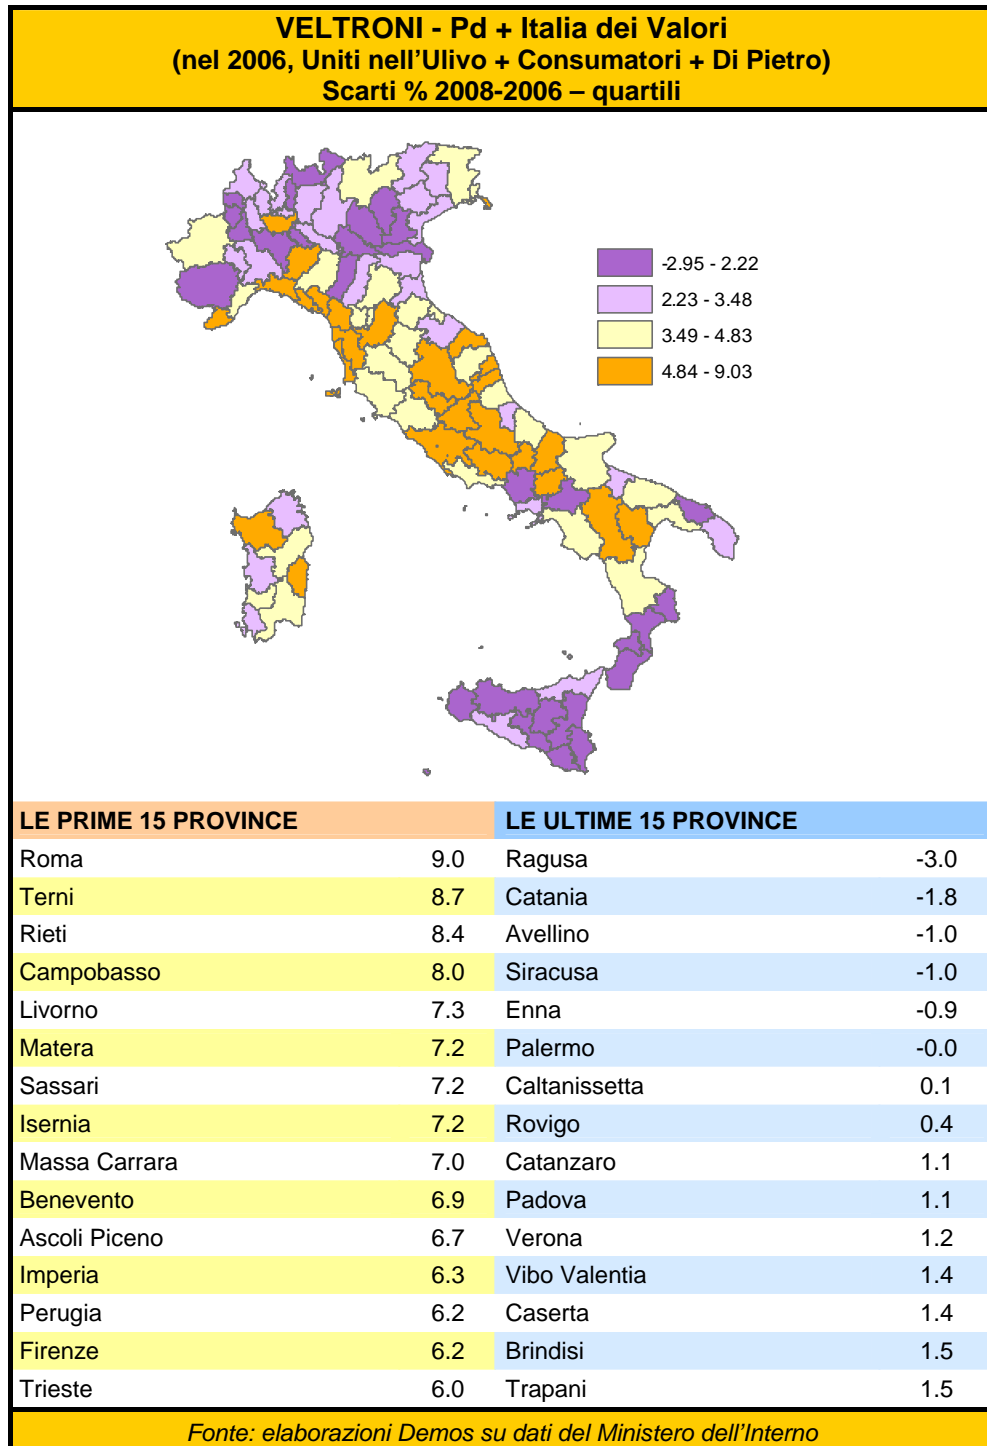 VELTRONI - Pd + Italia dei Valori
(nel 2006, Uniti nell'Ulivo + Consumatori + Di Pietro)
Scarti % 2008-2006 – quartili
-2.95 - 2.22
2.23 - 3.48
3.49 - 4.83
4.84 - 9.03
LE PRIME 15 PROVINCE LE ULTIME 15 PROVINCE
Roma 9.0 Ragusa -3.0
Terni 8.7 Catania -1.8
Rieti 8.4 Avellino -1.0
Campobasso 8.0 Siracusa -1.0
Livorno 7.3 Enna -0.9
Matera 7.2 Palermo -0.0
Sassari 7.2 Caltanissetta 0.1
Isernia 7.2 Rovigo 0.4
Massa Carrara 7.0 Catanzaro 1.1
Benevento 6.9 Padova 1.1
Ascoli Piceno 6.7 Verona 1.2
Imperia 6.3 Vibo Valentia 1.4
Perugia 6.2 Caserta 1.4
Firenze 6.2 Brindisi 1.5
Trieste 6.0 Trapani 1.5
Fonte: elaborazioni Demos su dati del Ministero dell'Interno